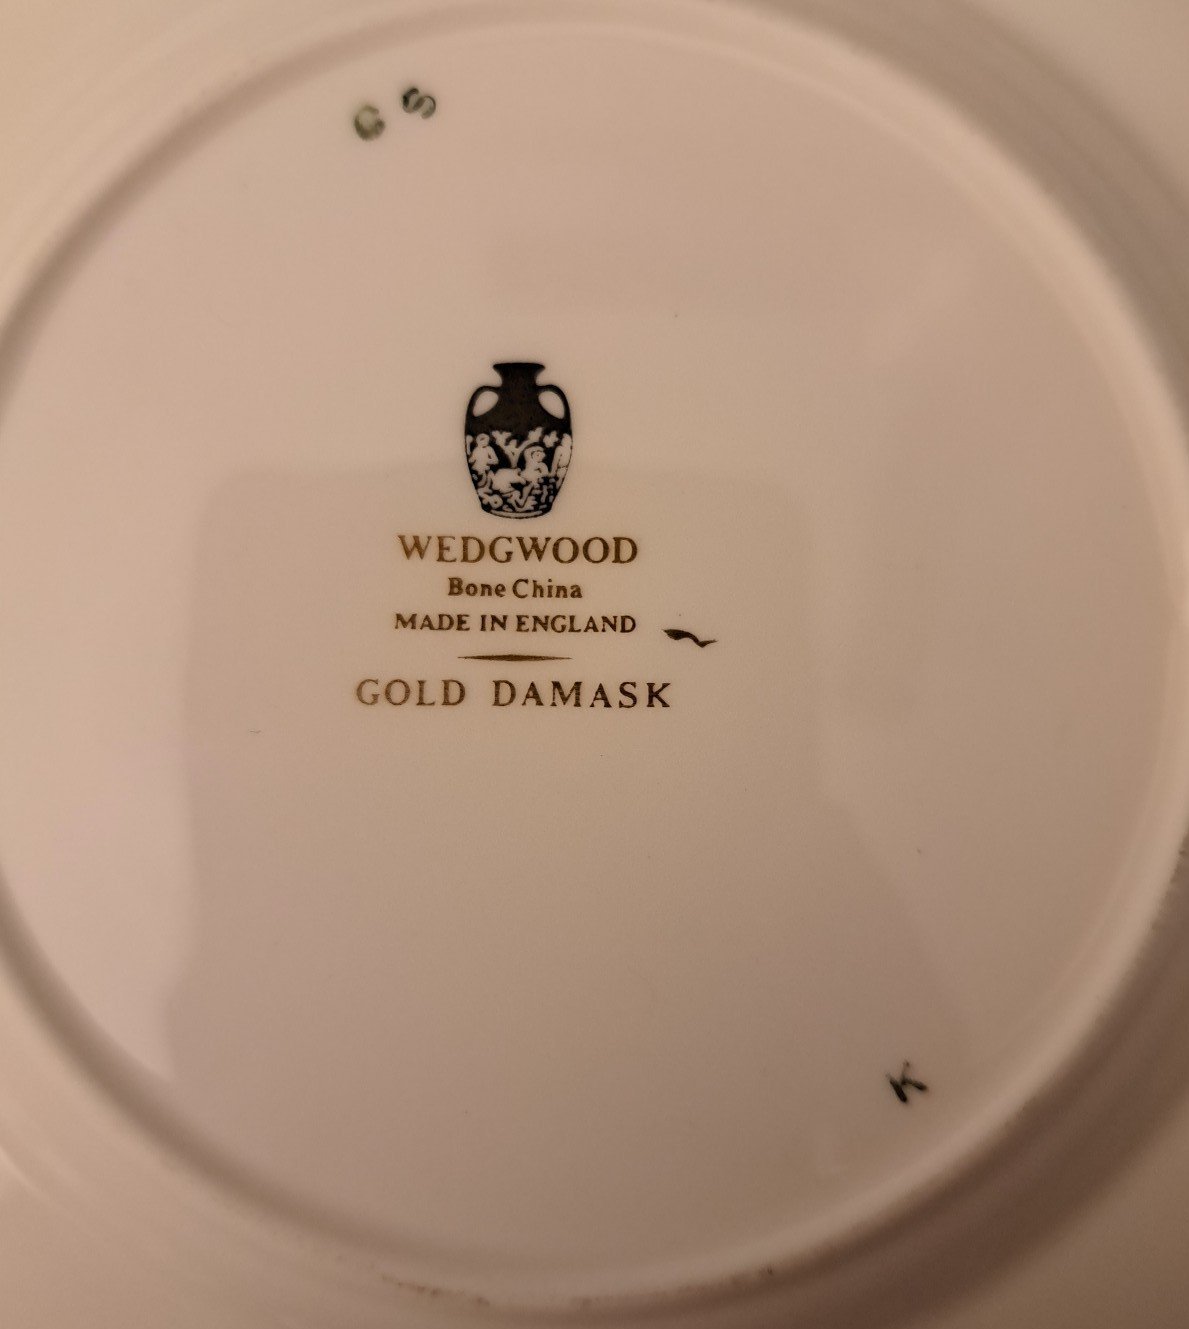 C S
WEDGWOOD
Bone China
MADE IN ENGLAND
GOLD DAMASK
K